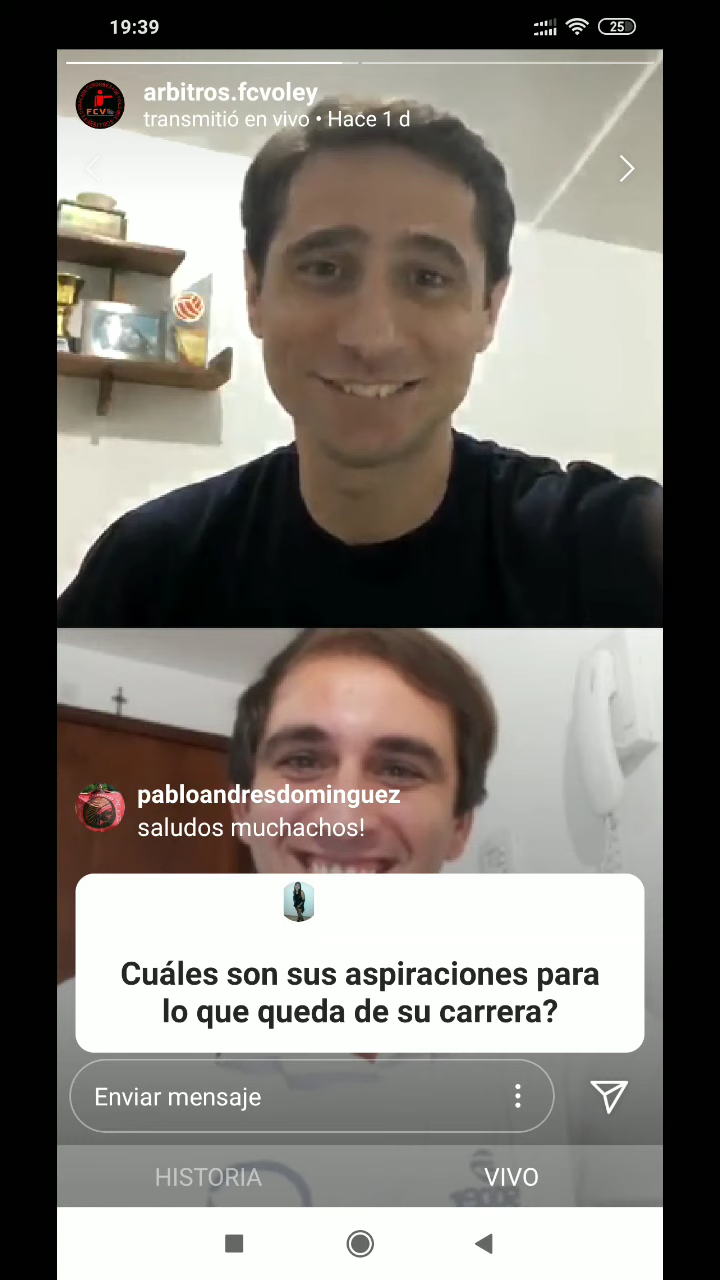 19:39
25
arbitros.fcvoley
transmitió en vivo • Hace 1 d
FCV
pabloandresdominguez
saludos muchachos!
Cuáles son sus aspiraciones para
lo que queda de su carrera?
Enviar mensaje
HISTORIA
VIVO